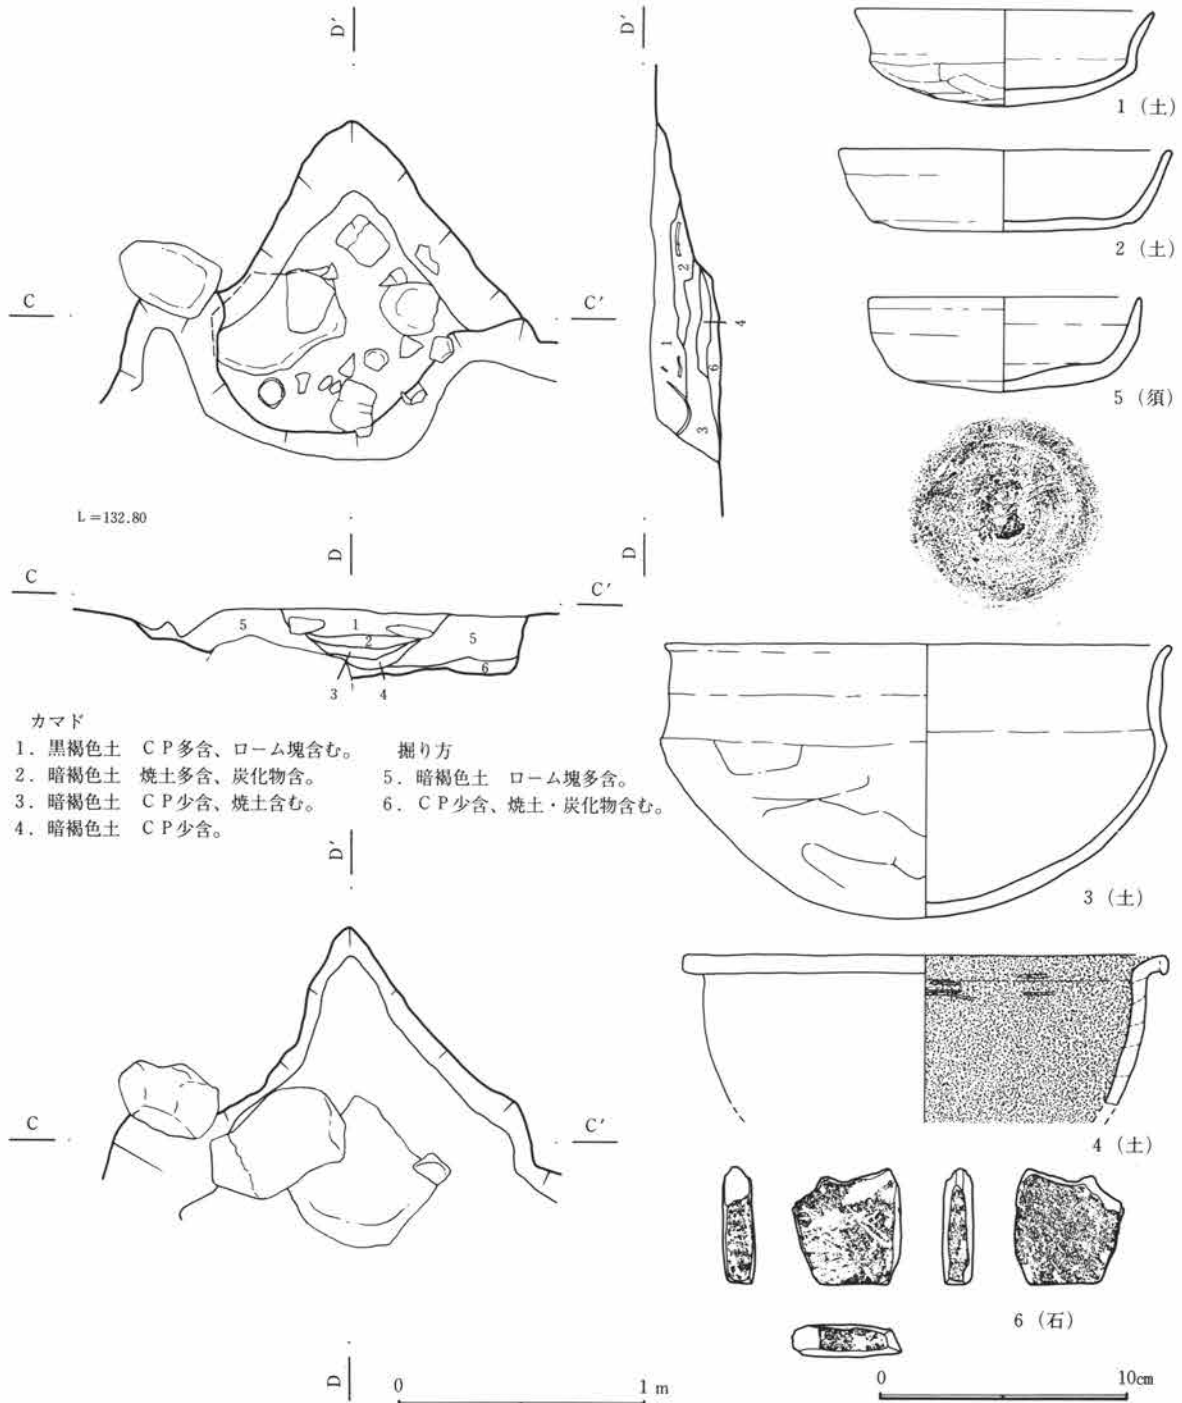 D′
D′
1（土）
2（土）
C
C′
2
1
4
6
3
5（須）
L＝132.80
D
D
C
C′
5
1
2
5
6
3
4
カマド
1．黒褐色土　ＣＰ多含、ローム塊含む。
2．暗褐色土　焼土多含、炭化物含。
3．暗褐色土　ＣＰ少含、焼土含む。
4．暗褐色土　ＣＰ少含。
掘り方
5．暗褐色土　ローム塊多含。
6．ＣＰ少含、焼土・炭化物含む。
D′
3（土）
C
C′
4（土）
6（石）
D
0 1 m
0 10cm